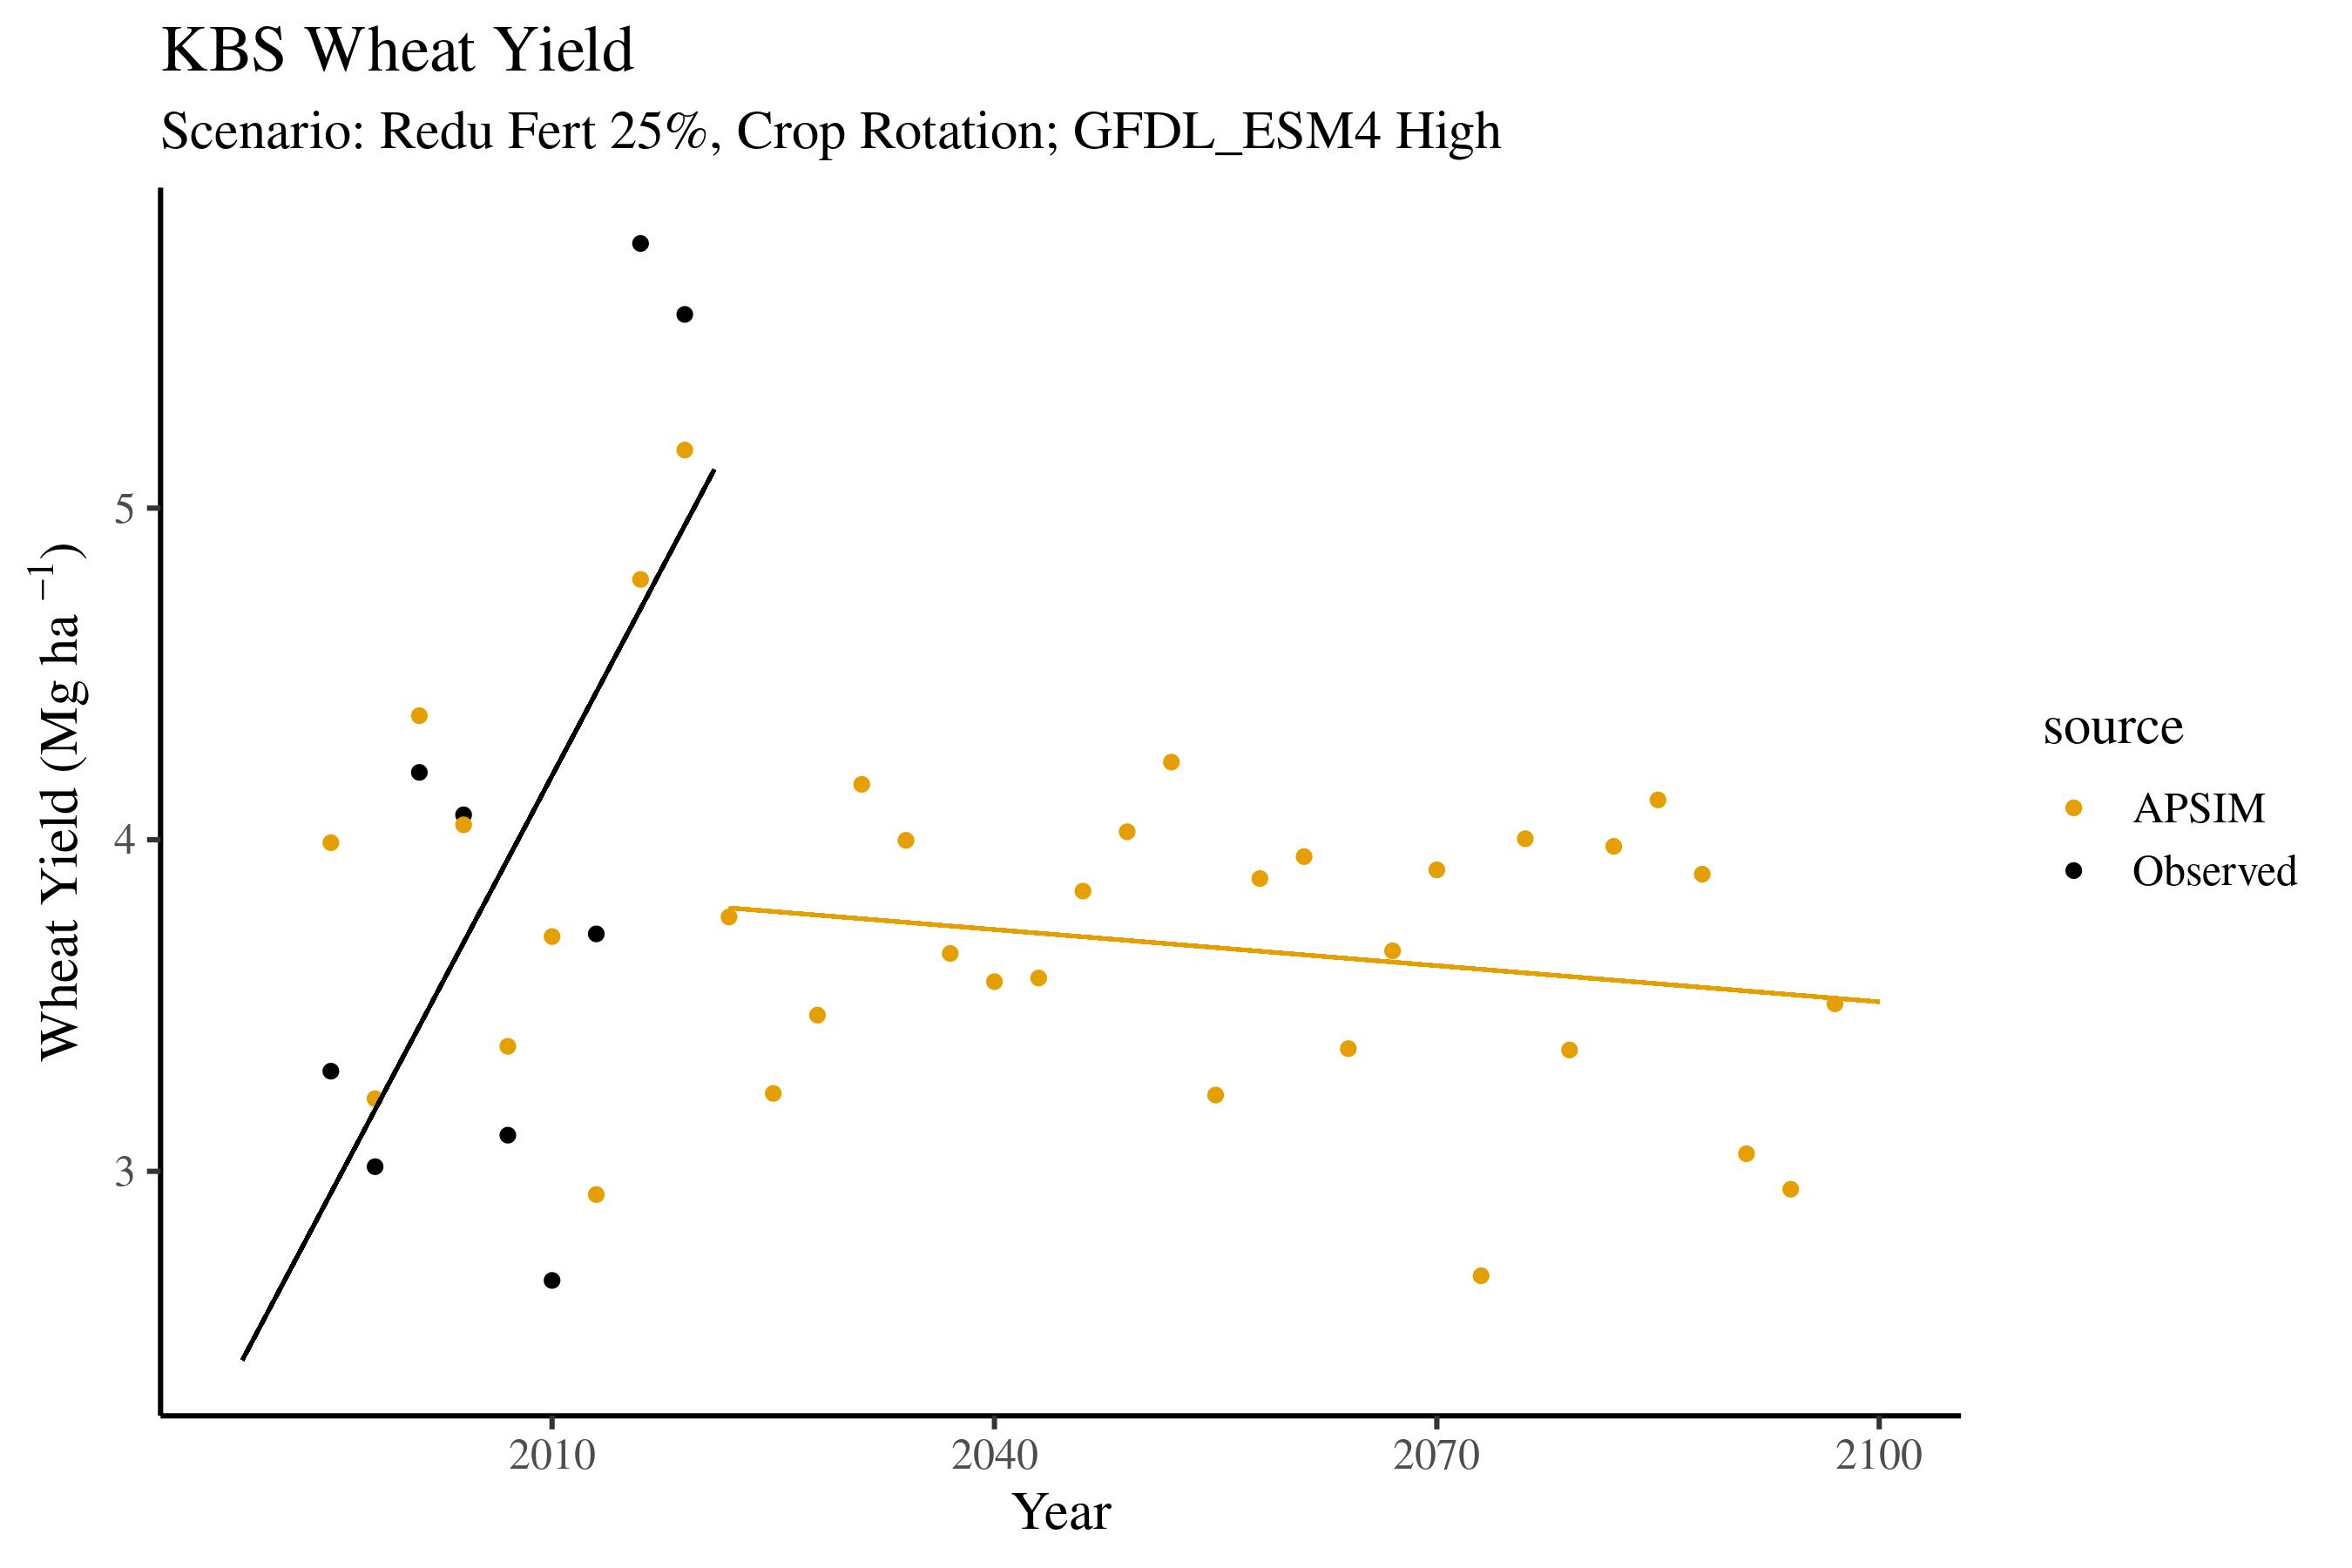 KBS Wheat Yield
Scenario: Redu Fert 25%, Crop Rotation; GFDL_ESM4 High
Wheat Yield (Mg ha⁻¹)
5
4
3
2010
2040
2070
2100
Year
source
APSIM
Observed